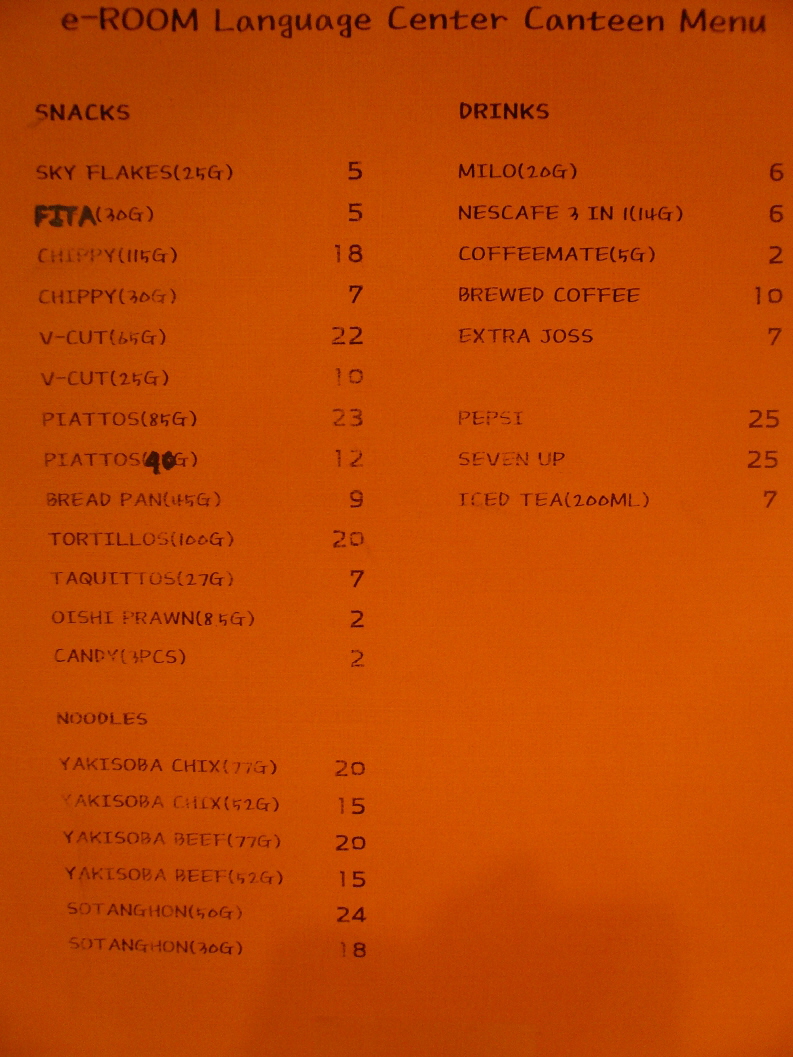 e-ROOM Language Center Canteen Menu
SNACKS
SKY FLAKES(25G) 5
FITA(30G) 5
CHIPPY(115G) 18
CHIPPY(30G) 7
V-CUT(65G) 22
V-CUT(25G) 10
PIATTOS(85G) 23
PIATTOS(40G) 12
BREAD PAN(45G) 9
TORTILLOS(100G) 20
TAQUITTOS(27G) 7
OISHI PRAWN(85G) 2
CANDY(3PCS) 2
NOODLES
YAKISOBA CHIX(77G) 20
YAKISOBA CHIX(52G) 15
YAKISOBA BEEF(77G) 20
YAKISOBA BEEF(52G) 15
SOTANGHON(50G) 24
SOTANGHON(30G) 18
DRINKS
MILO(20G) 6
NESCAFE 3 IN 1(14G) 6
COFFEEMATE(5G) 2
BREWED COFFEE 10
EXTRA JOSS 7
PEPSI 25
SEVEN UP 25
ICED TEA(200ML) 7